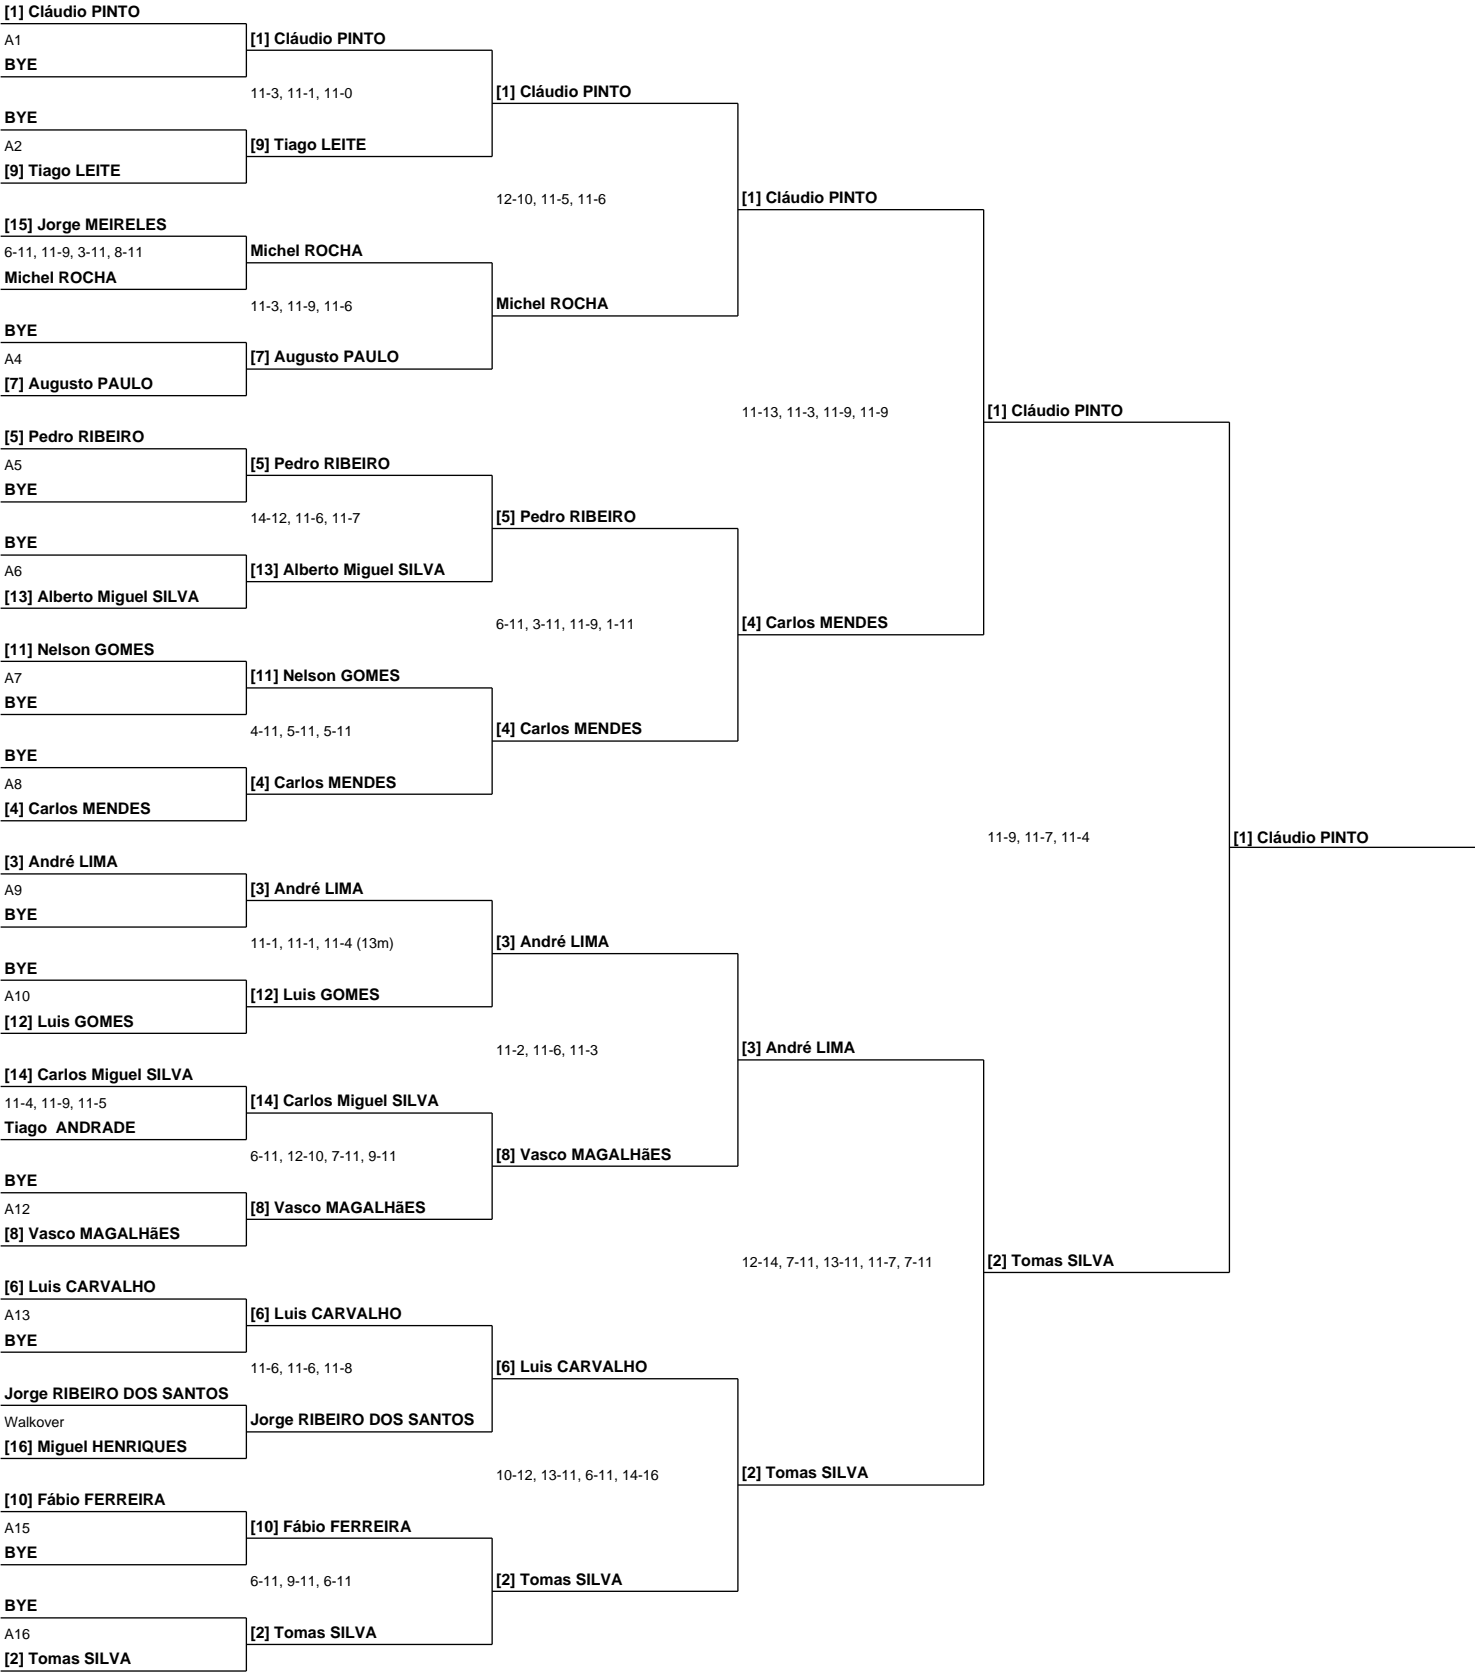 [1] Cláudio PINTO
A1
BYE
BYE
A2
[9] Tiago LEITE
[15] Jorge MEIRELES
6-11, 11-9, 3-11, 8-11
Michel ROCHA
BYE
A4
[7] Augusto PAULO
[5] Pedro RIBEIRO
A5
BYE
BYE
A6
[13] Alberto Miguel SILVA
[11] Nelson GOMES
A7
BYE
BYE
A8
[4] Carlos MENDES
[3] André LIMA
A9
BYE
BYE
A10
[12] Luis GOMES
[14] Carlos Miguel SILVA
11-4, 11-9, 11-5
Tiago  ANDRADE
BYE
A12
[8] Vasco MAGALHãES
[6] Luis CARVALHO
A13
BYE
Jorge RIBEIRO DOS SANTOS
Walkover
[16] Miguel HENRIQUES
[10] Fábio FERREIRA
A15
BYE
BYE
A16
[2] Tomas SILVA
[1] Cláudio PINTO
11-3, 11-1, 11-0
[9] Tiago LEITE
Michel ROCHA
11-3, 11-9, 11-6
[7] Augusto PAULO
[5] Pedro RIBEIRO
14-12, 11-6, 11-7
[13] Alberto Miguel SILVA
[11] Nelson GOMES
4-11, 5-11, 5-11
[4] Carlos MENDES
[3] André LIMA
11-1, 11-1, 11-4 (13m)
[12] Luis GOMES
[14] Carlos Miguel SILVA
6-11, 12-10, 7-11, 9-11
[8] Vasco MAGALHãES
[6] Luis CARVALHO
11-6, 11-6, 11-8
Jorge RIBEIRO DOS SANTOS
[10] Fábio FERREIRA
6-11, 9-11, 6-11
[2] Tomas SILVA
[1] Cláudio PINTO
12-10, 11-5, 11-6
Michel ROCHA
[5] Pedro RIBEIRO
6-11, 3-11, 11-9, 1-11
[4] Carlos MENDES
[3] André LIMA
11-2, 11-6, 11-3
[8] Vasco MAGALHãES
[6] Luis CARVALHO
10-12, 13-11, 6-11, 14-16
[2] Tomas SILVA
[1] Cláudio PINTO
11-13, 11-3, 11-9, 11-9
[4] Carlos MENDES
[3] André LIMA
12-14, 7-11, 13-11, 11-7, 7-11
[2] Tomas SILVA
[1] Cláudio PINTO
11-9, 11-7, 11-4
[2] Tomas SILVA
[1] Cláudio PINTO